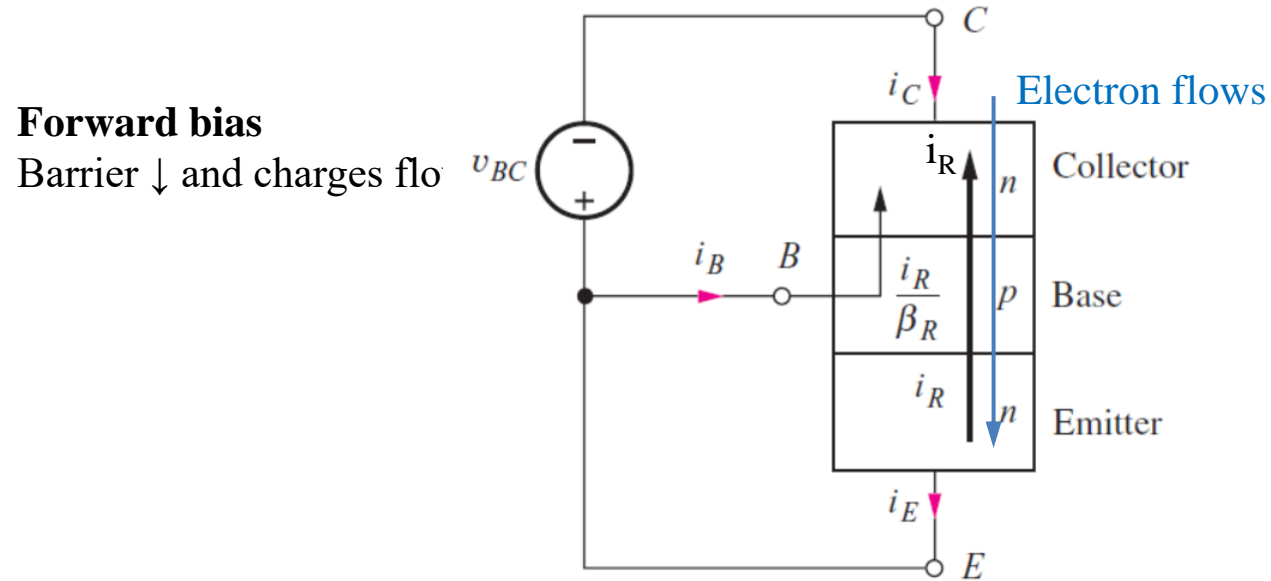 C
i_C
Electron flows
Forward bias
Barrier ↓ and charges flo
v_BC
−
+
i_R
n
Collector
i_B
B
i_R
β_R
p
Base
i_R
n
Emitter
i_E
E